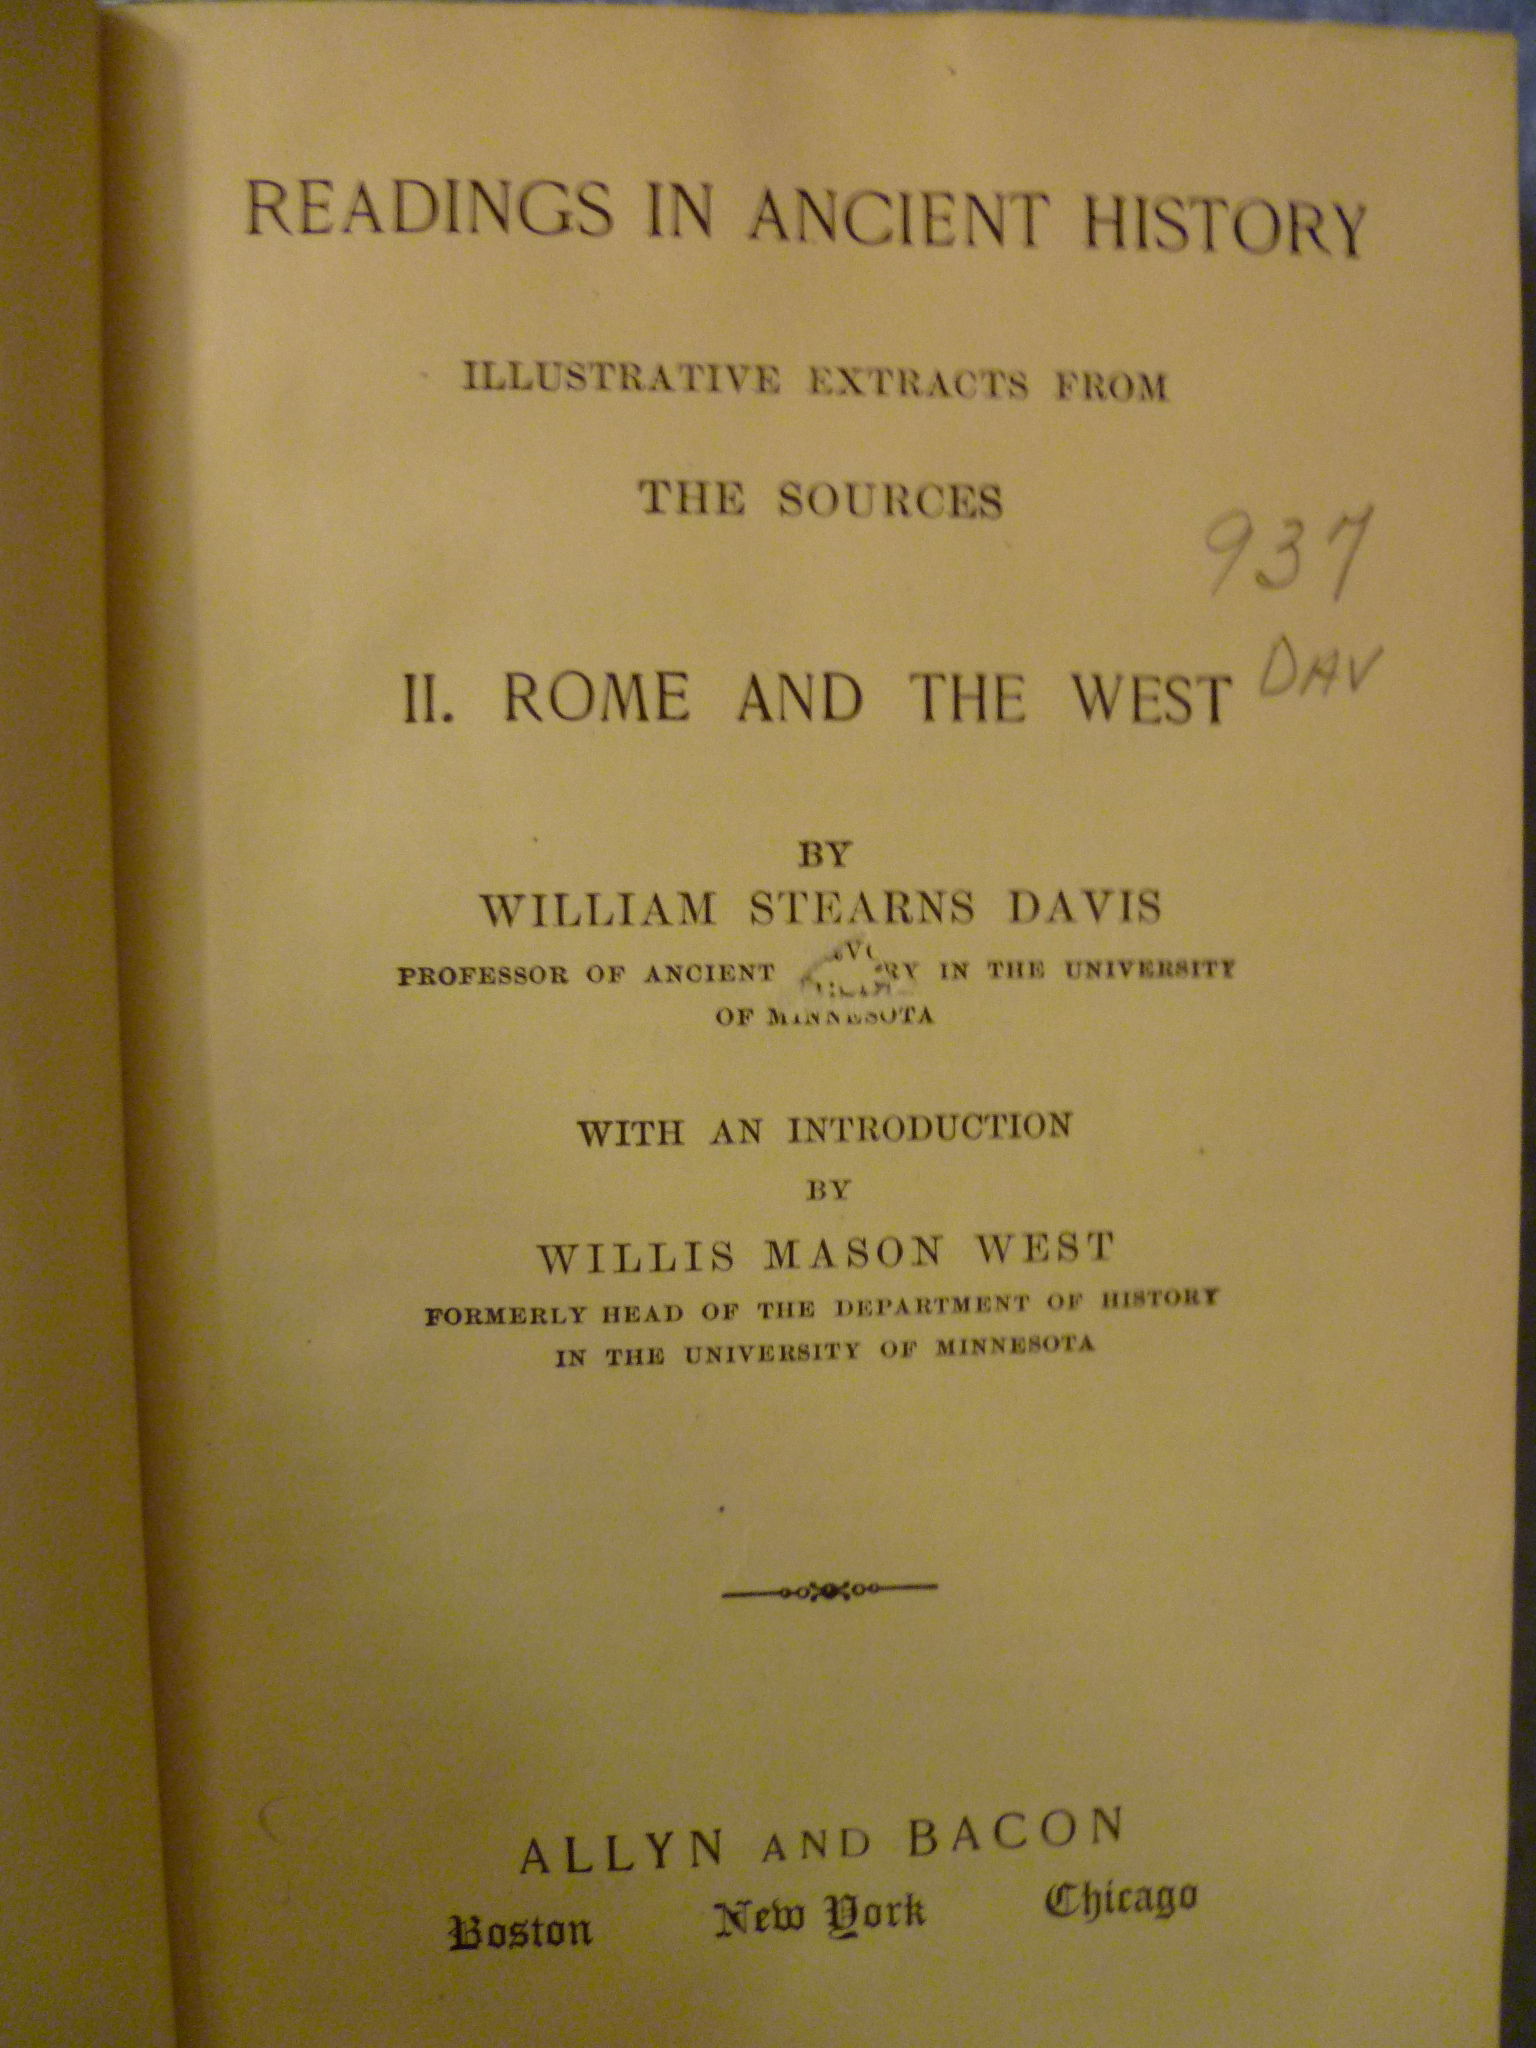 READINGS IN ANCIENT HISTORY
ILLUSTRATIVE EXTRACTS FROM
THE SOURCES
937
II. ROME AND THE WEST
DAV
BY
WILLIAM STEARNS DAVIS
PROFESSOR OF ANCIENT IN THE UNIVERSITY
OF MINNESOTA
WITH AN INTRODUCTION
BY
WILLIS MASON WEST
FORMERLY HEAD OF THE DEPARTMENT OF HISTORY
IN THE UNIVERSITY OF MINNESOTA
ALLYN AND BACON
Boston New York Chicago